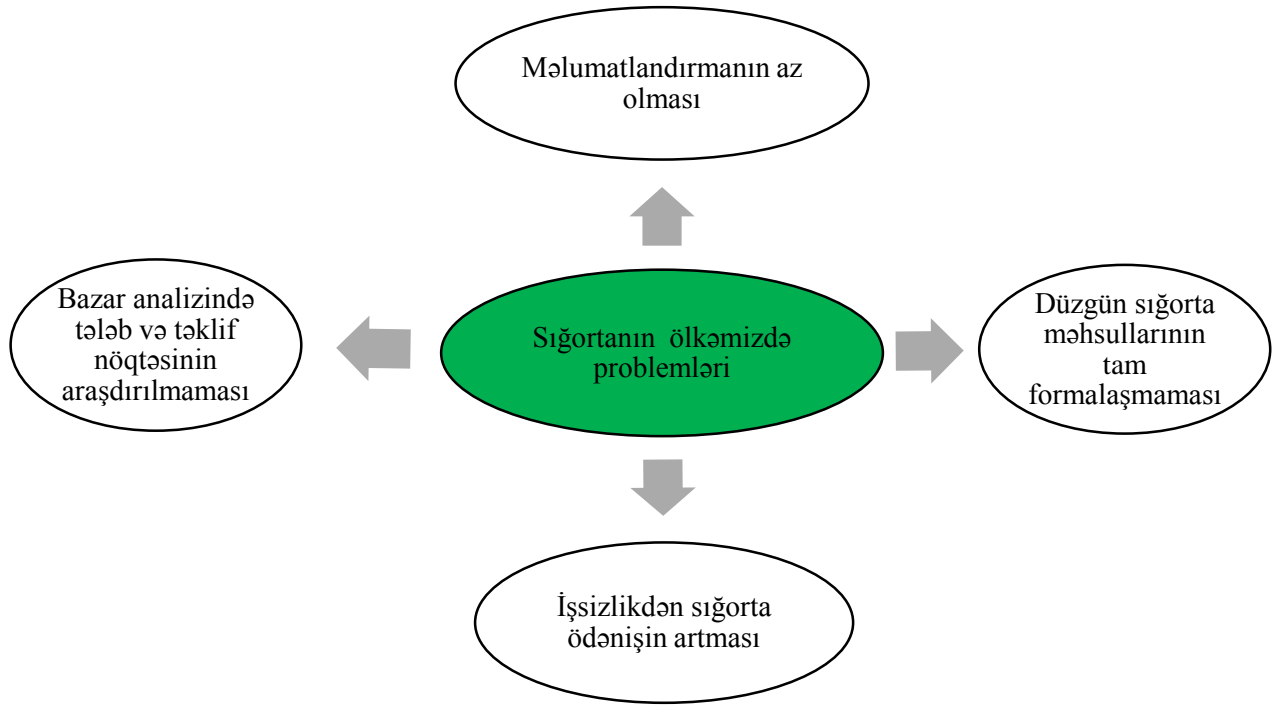 Məlumatlandırmanın az
olması
Bazar analizində
tələb və təklif
nöqtəsinin
araşdırılmaması
Sığortanın ölkəmizdə
problemləri
Düzgün sığorta
məhsullarının
tam
formalaşmaması
İşsizlikdən sığorta
ödənişin artması